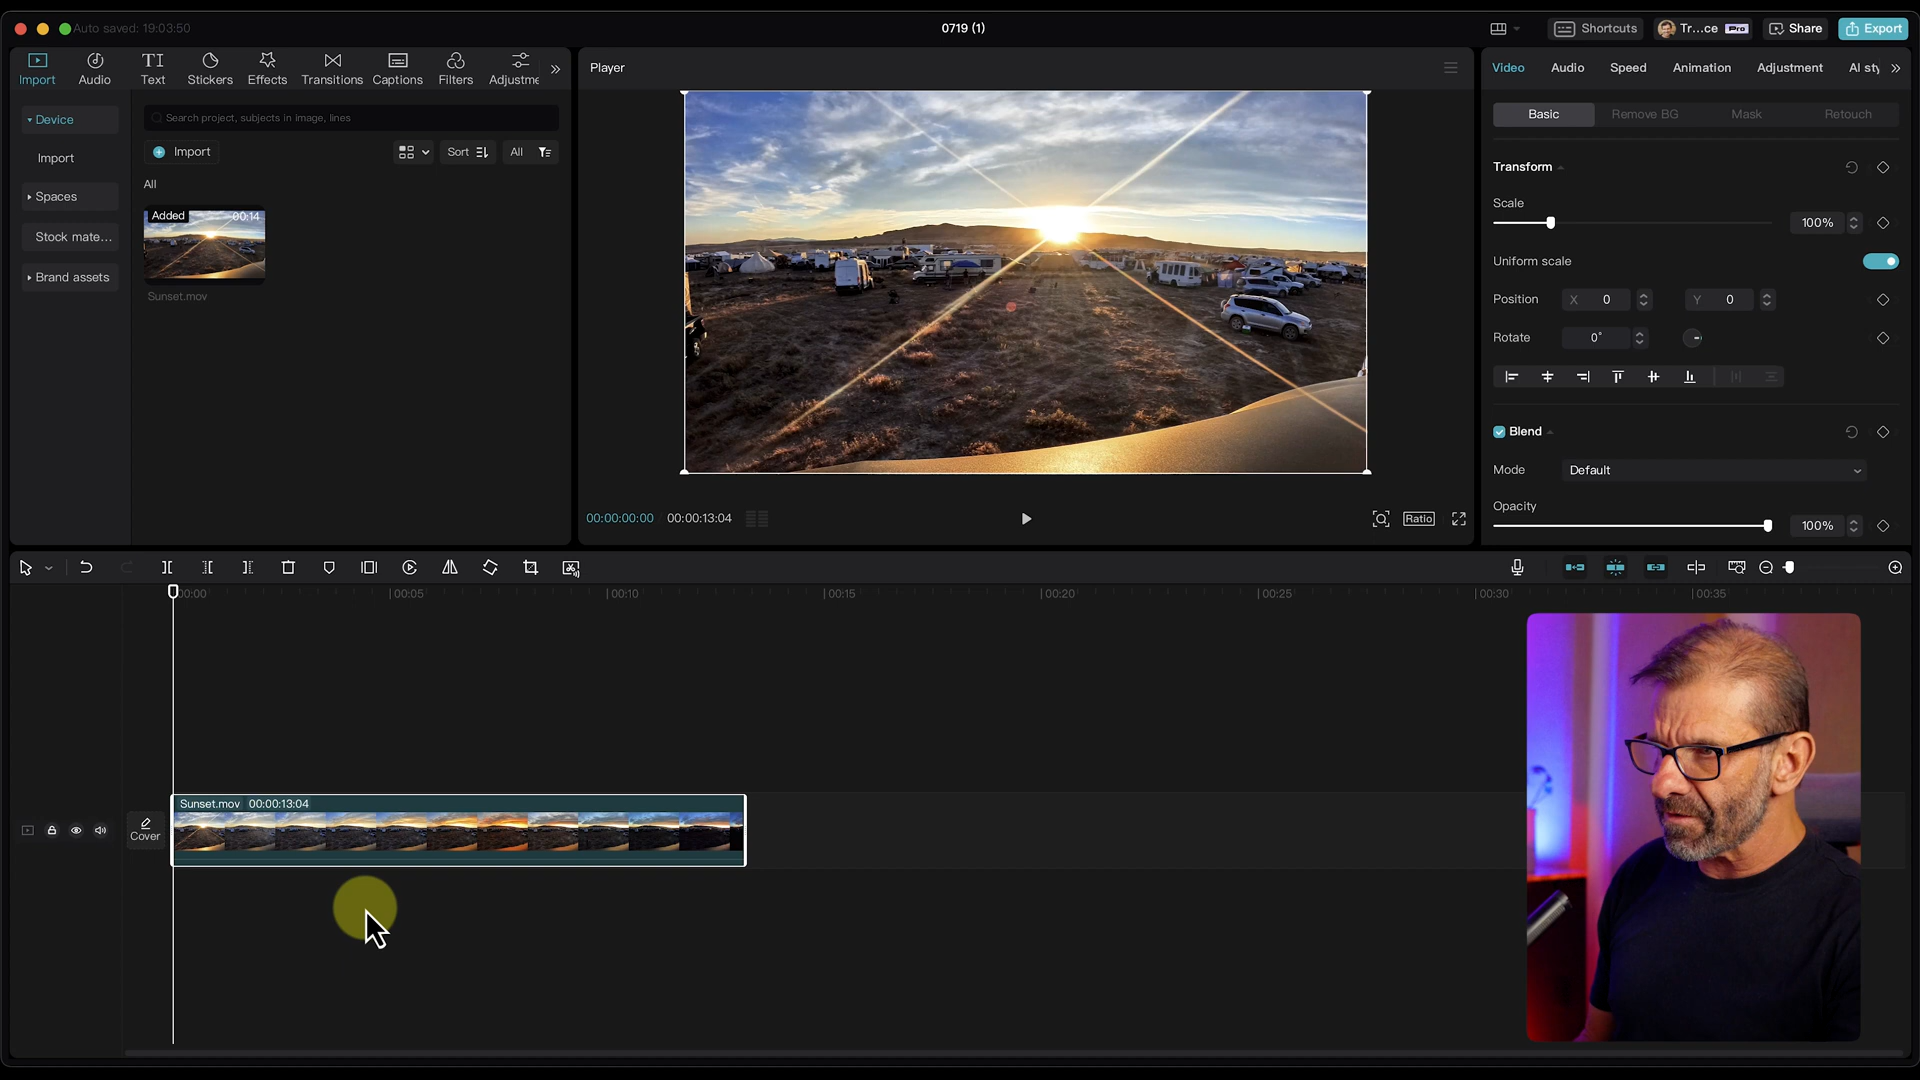 Auto saved: 19:03:50
0719 (1)
Shortcuts
Tr...ce Pro
Share
Export
Import
Audio
Text
Stickers
Effects
Transitions
Captions
Filters
Adjustme
Device
Import
Spaces
Stock mate...
Brand assets
Search project, subjects in image, lines
Import
Sort
All
All
Added 00:14
Sunset.mov
Player
00:00:00:00 00:00:13:04
Ratio
Video Audio Speed Animation Adjustment AI sty
Basic Remove BG Mask Retouch
Transform
Scale
100%
Uniform scale
Position X 0 Y 0
Rotate 0°
Blend
Mode Default
Opacity
100%
00:00 00:05 00:10 00:15 00:20 00:25 00:30 00:35
Cover
Sunset.mov 00:00:13:04